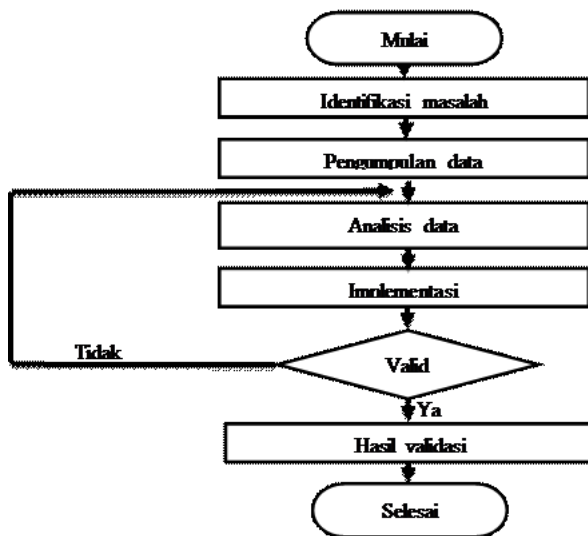 Mulai
Identifikasi masalah
Pengumpulan data
Analisis data
Implementasi
Tidak
Valid
Ya
Hasil validasi
Selesai